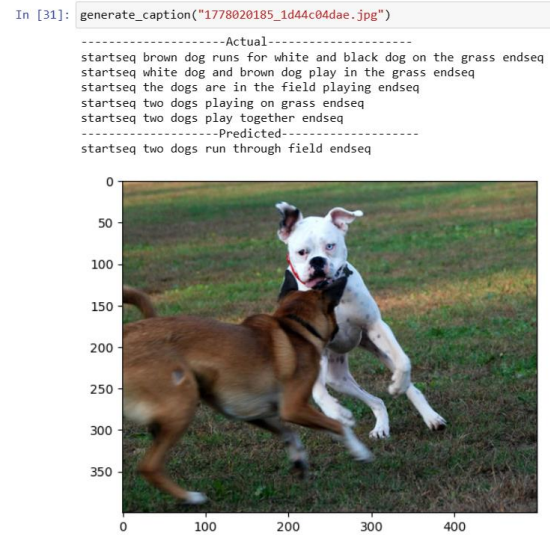 In [31]: generate_caption("1778020185_1d44c04dae.jpg")
---------------------Actual---------------------
startseq brown dog runs for white and black dog on the grass endseq
startseq white dog and brown dog play in the grass endseq
startseq the dogs are in the field playing endseq
startseq two dogs playing on grass endseq
startseq two dogs play together endseq
--------------------Predicted--------------------
startseq two dogs run through field endseq
0
50
100
150
200
250
300
350
0 100 200 300 400